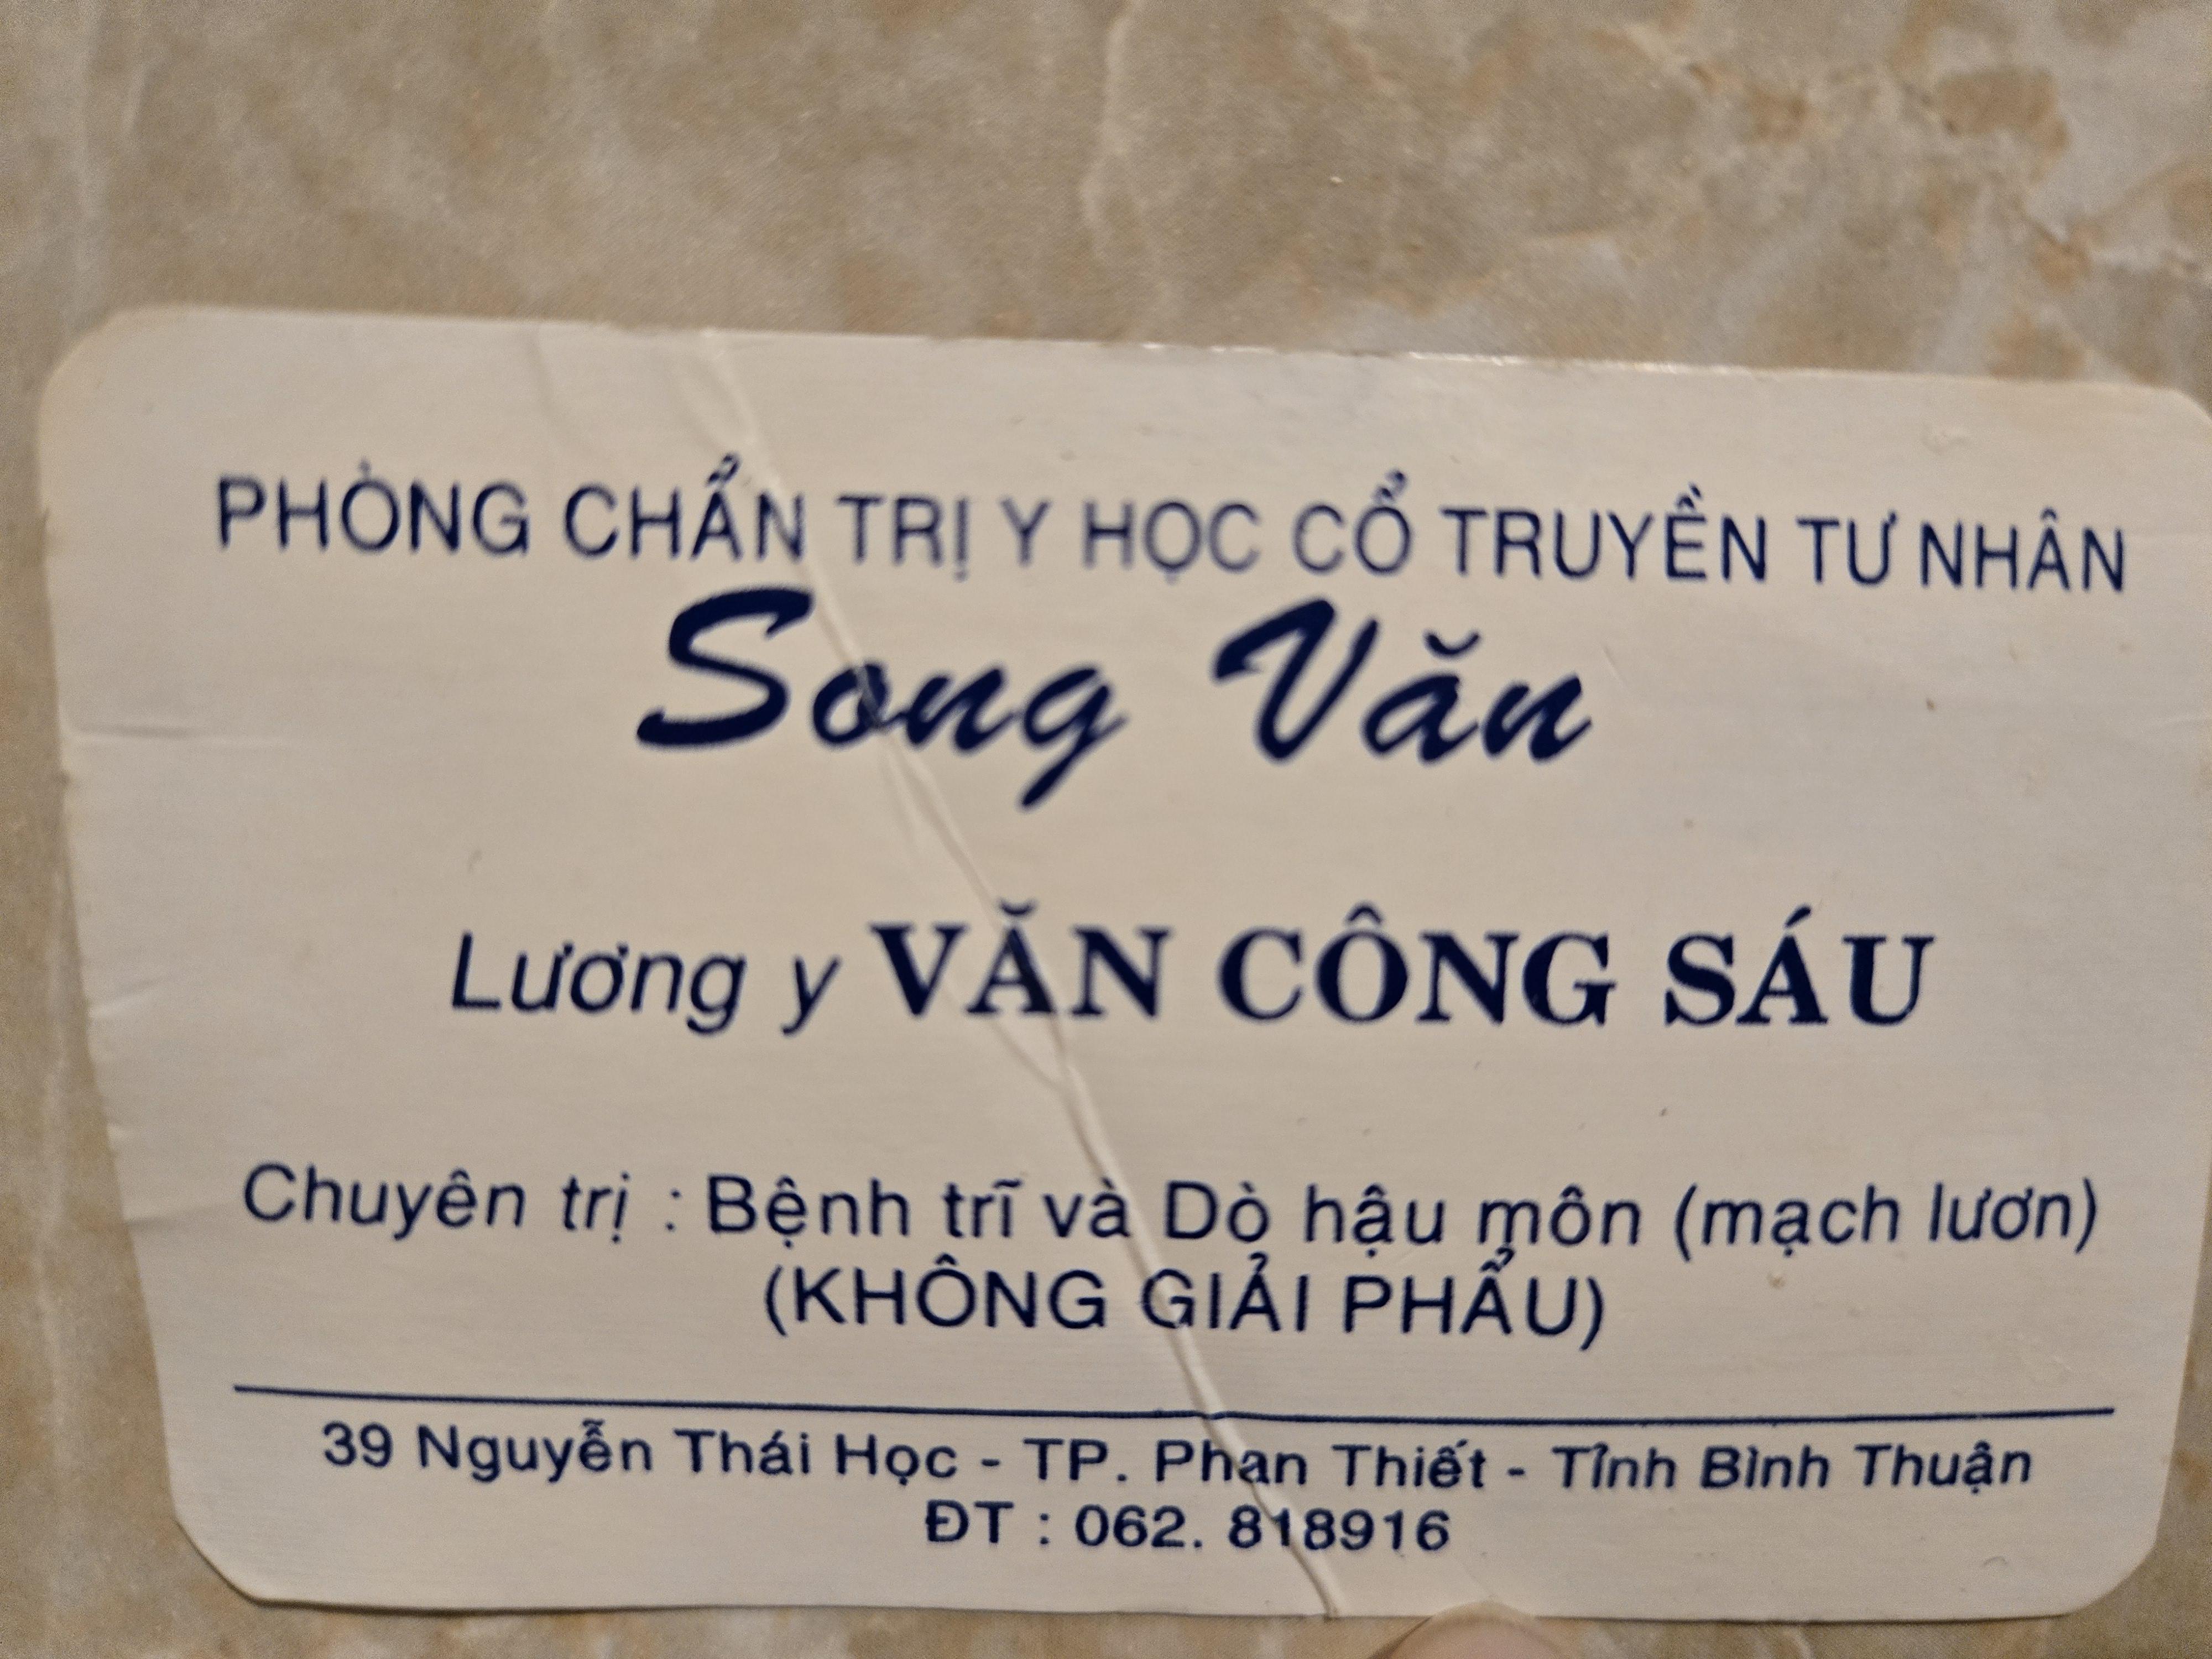 PHÒNG CHẨN TRỊ Y HỌC CỔ TRUYỀN TƯ NHÂN
Song Văn
Lương y VĂN CÔNG SÁU
Chuyên trị : Bệnh trĩ và Dò hậu môn (mạch lươn)
(KHÔNG GIẢI PHẨU)
39 Nguyễn Thái Học - TP. Phan Thiết - Tỉnh Bình Thuận
ĐT : 062. 818916